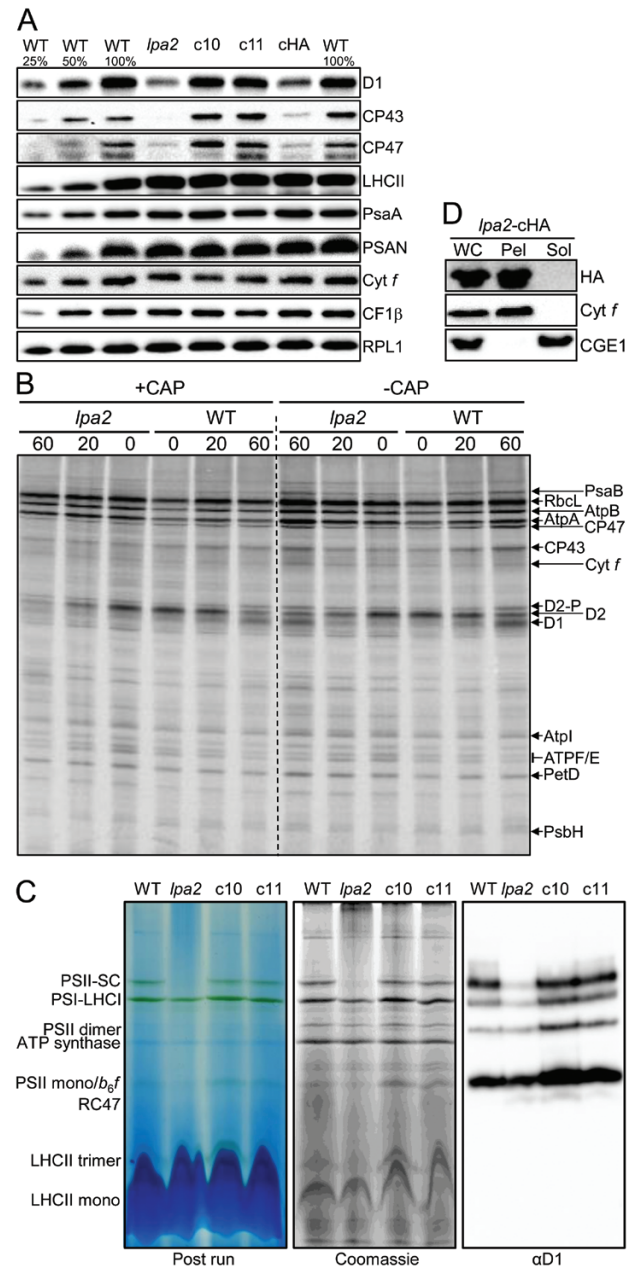 A
WT WT WT lpa2 c10 c11 cHA WT
25% 50% 100% 100%
D1
CP43
CP47
LHCII
PsaA
PSAN
Cyt f
CF1β
RPL1
D
lpa2-cHA
WC Pel Sol
HA
Cyt f
CGE1
B
+CAP -CAP
lpa2 WT lpa2 WT
60 20 0 0 20 60 60 20 0 0 20 60
PsaB
RbcL
AtpB
AtpA
CP47
CP43
Cyt f
D2-P
D2
D1
AtpI
ATPF/E
PetD
PsbH
C
WT lpa2 c10 c11 WT lpa2 c10 c11 WT lpa2 c10 c11
PSII-SC
PSI-LHCI
PSII dimer
ATP synthase
PSII mono/b6f
RC47
LHCII trimer
LHCII mono
Post run Coomassie αD1